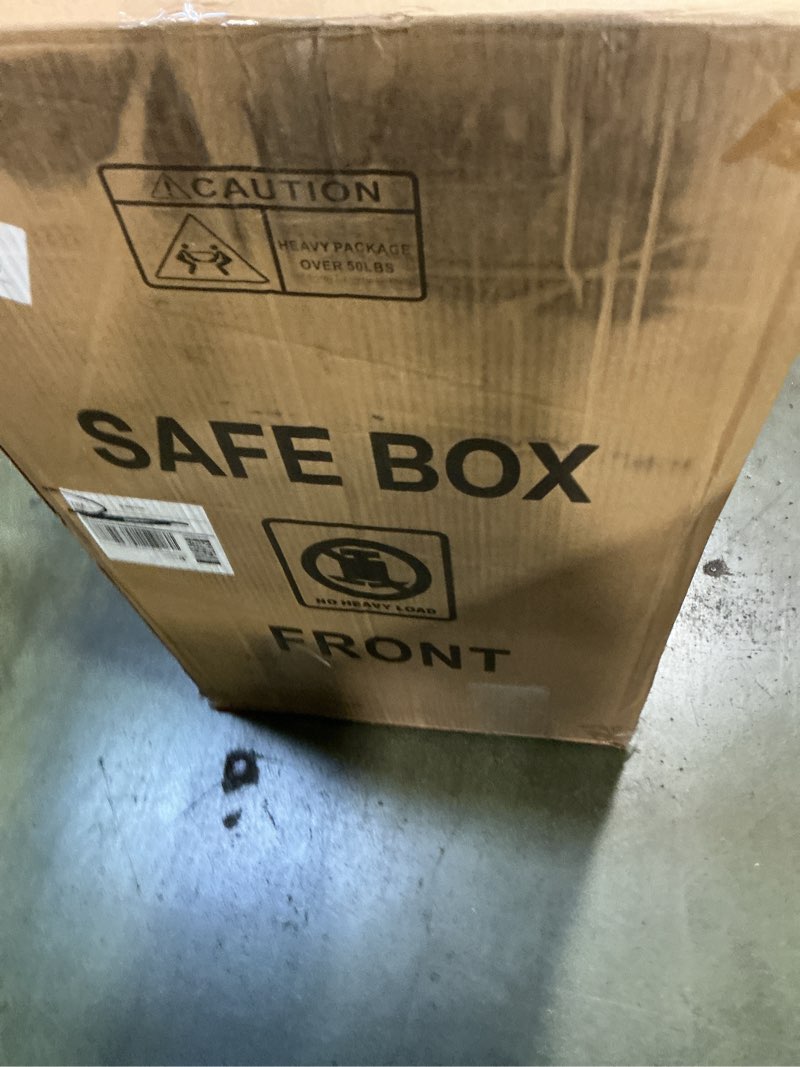 CAUTION
HEAVY PACKAGE
OVER 50LBS
SAFE BOX
NO HEAVY LOAD
FRONT